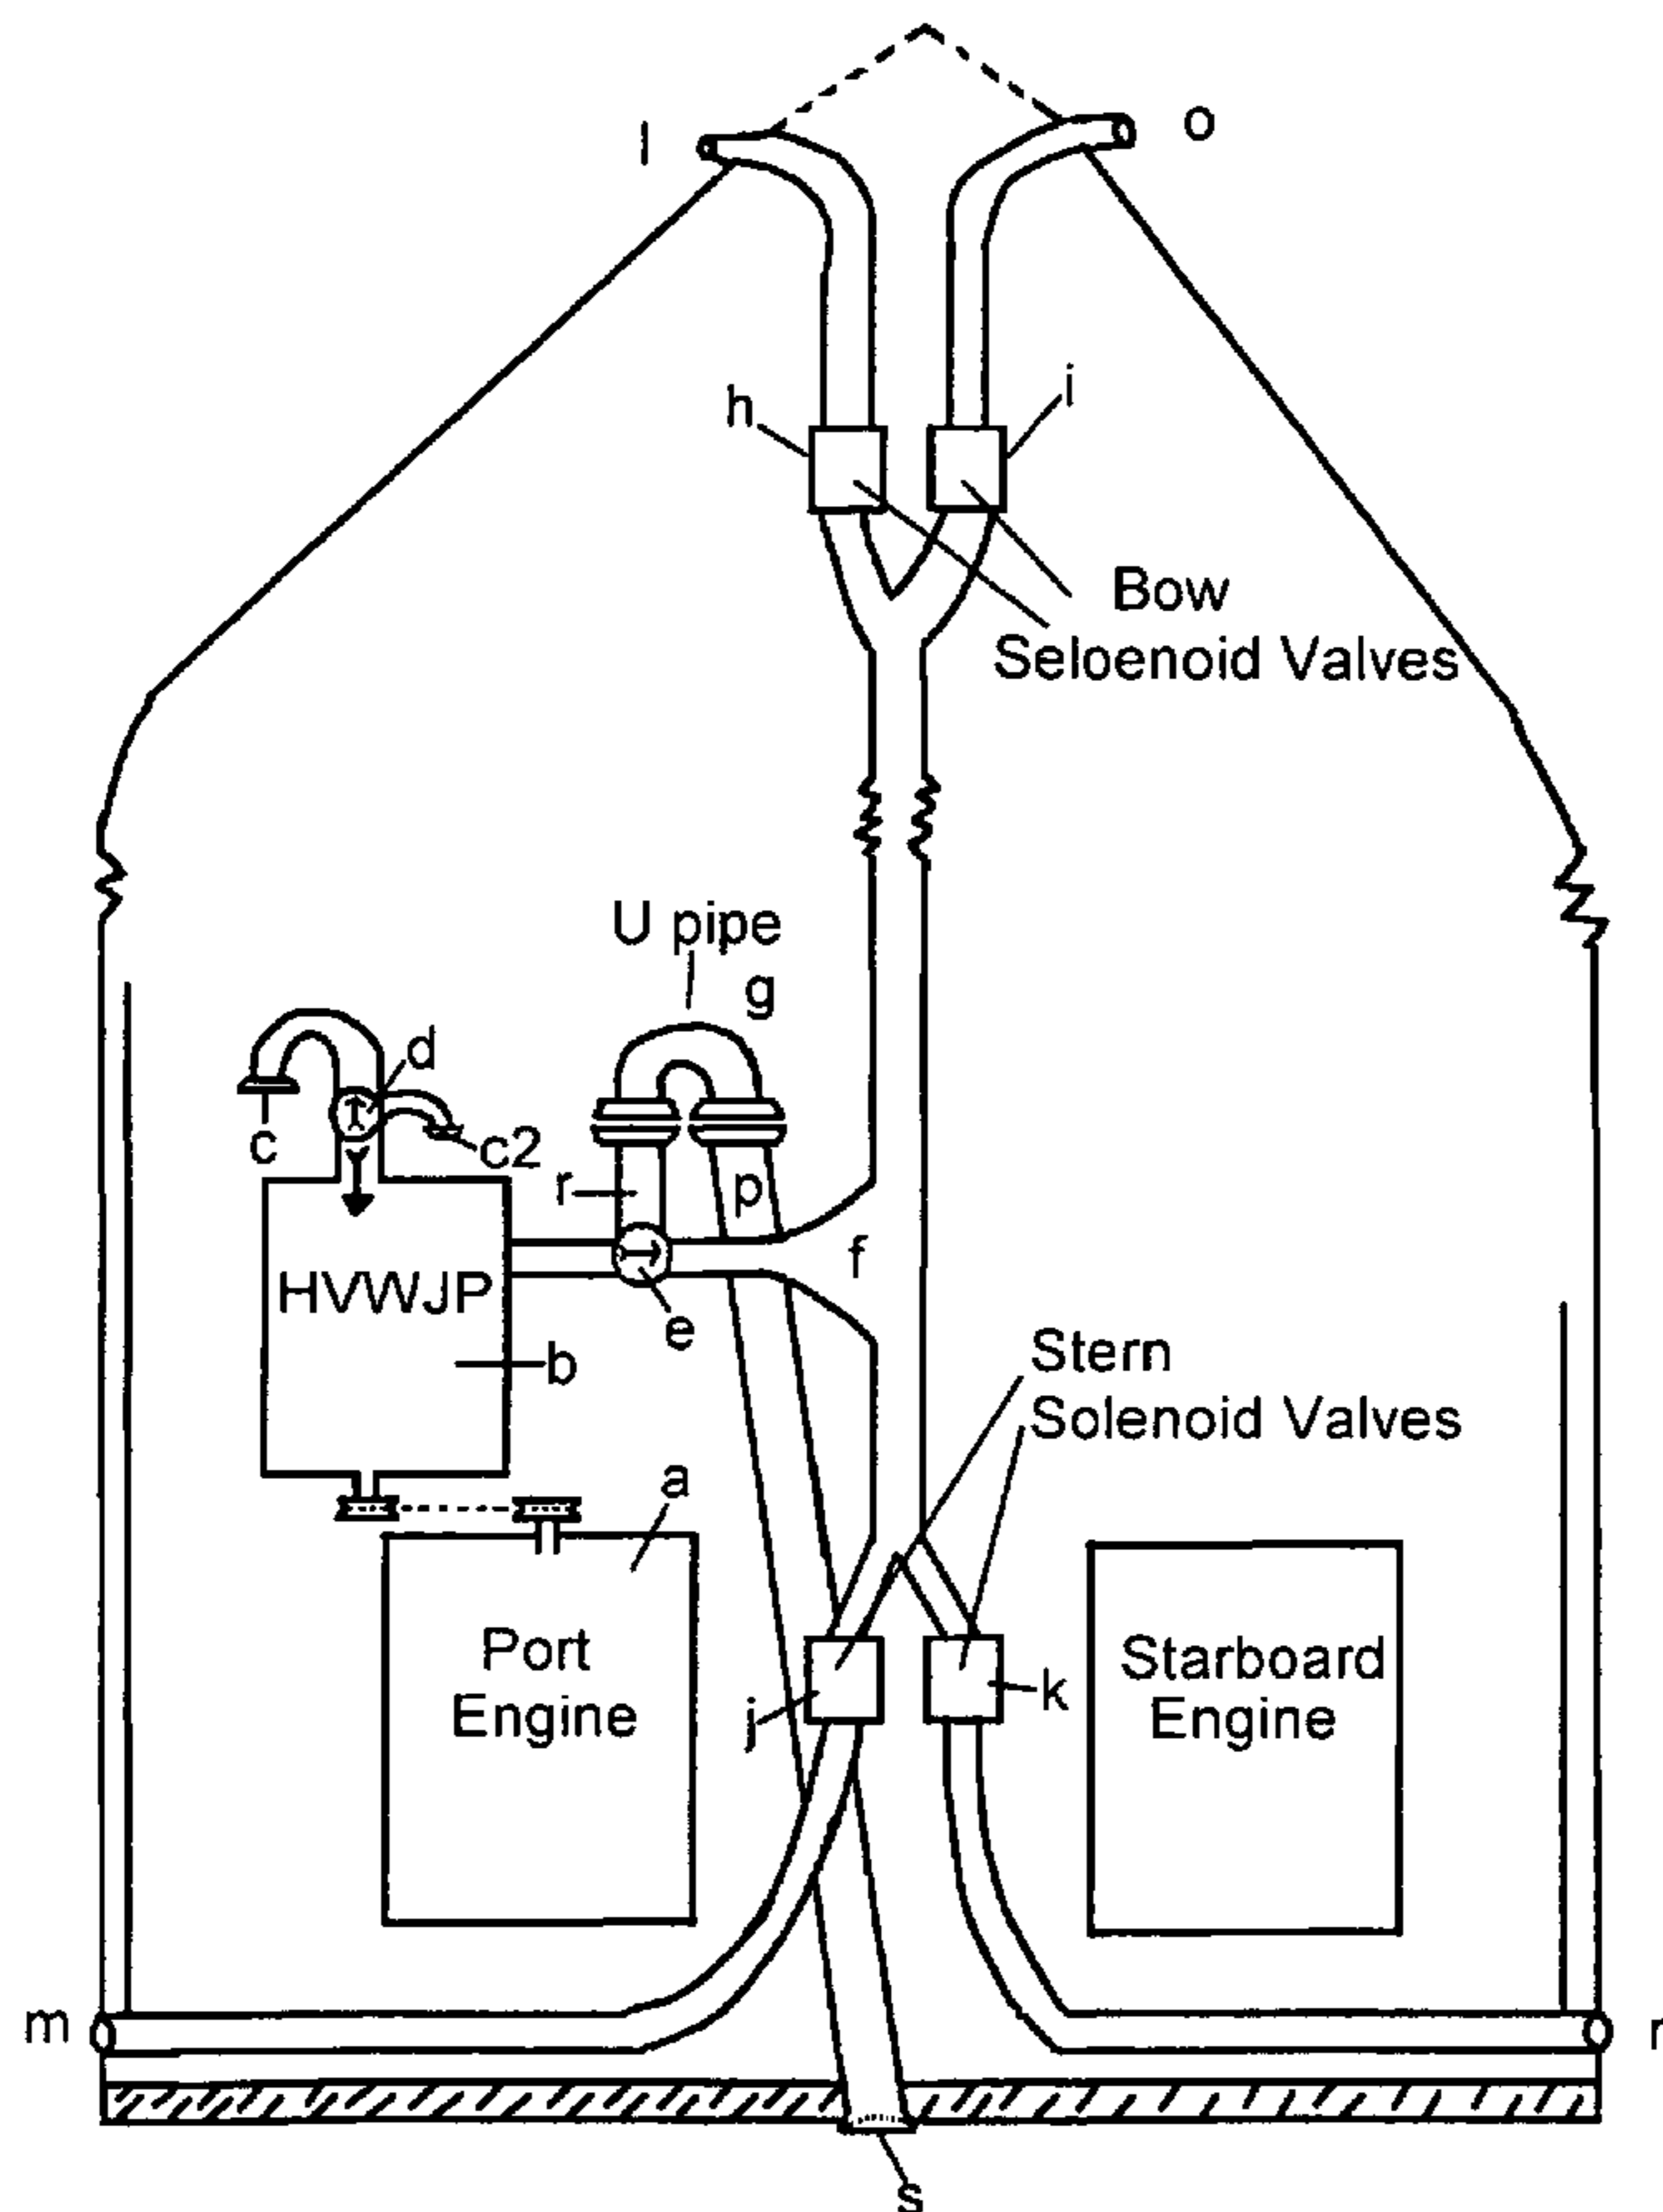 l
o
h
i
Bow
Seloenoid Valves
U pipe
g
d
c
c2
r
p
f
HVWJP
e
b
Stern
Solenoid Valves
a
Port
Engine
Starboard
Engine
j
k
m
s